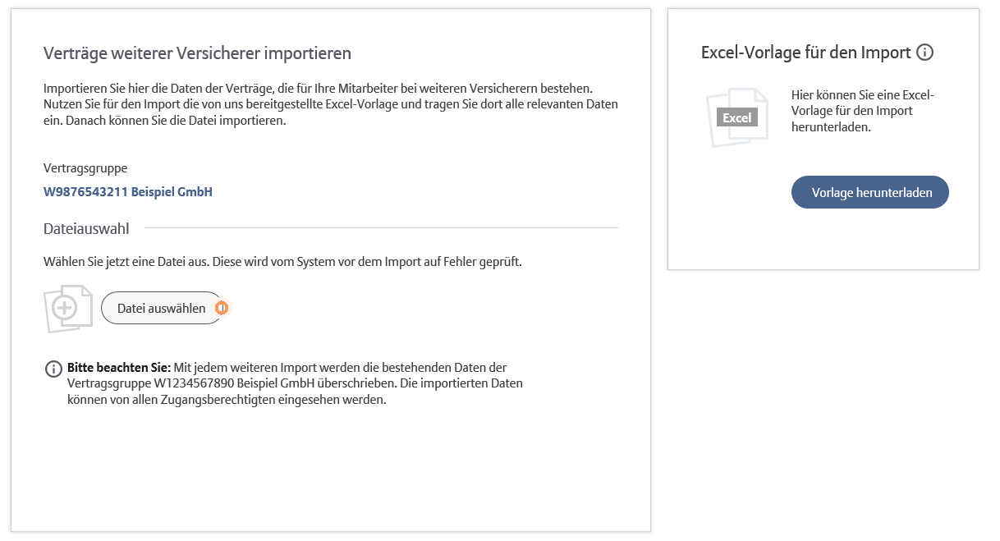 Verträge weiterer Versicherer importieren
Importieren Sie hier die Daten der Verträge, die für Ihre Mitarbeiter bei weiteren Versicherern bestehen.
Nutzen Sie für den Import die von uns bereitgestellte Excel-Vorlage und tragen Sie dort alle relevanten Daten
ein. Danach können Sie die Datei importieren.
Vertragsgruppe
W9876543211 Beispiel GmbH
Dateiauswahl
Wählen Sie jetzt eine Datei aus. Diese wird vom System vor dem Import auf Fehler geprüft.
Datei auswählen
Bitte beachten Sie: Mit jedem weiteren Import werden die bestehenden Daten der
Vertragsgruppe W1234567890 Beispiel GmbH überschrieben. Die importierten Daten
können von allen Zugangsberechtigten eingesehen werden.
Excel-Vorlage für den Import
Excel
Hier können Sie eine Excel-
Vorlage für den Import
herunterladen.
Vorlage herunterladen